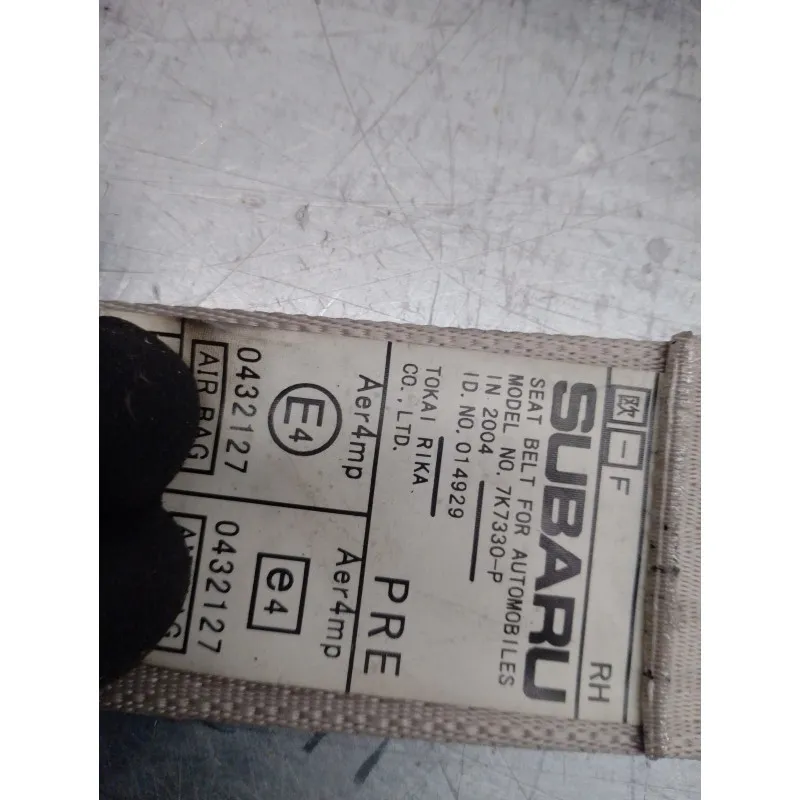 欧 - F RH
SUBARU
SEAT BELT FOR AUTOMOBILES
MODEL NO. 7K7330-P
IN 2004
ID. NO. 014929
TOKAI RIKA
CO., LTD.
PRE
Aer4mp
E4
0432127
AIR BAG
Aer4mp
e4
0432127